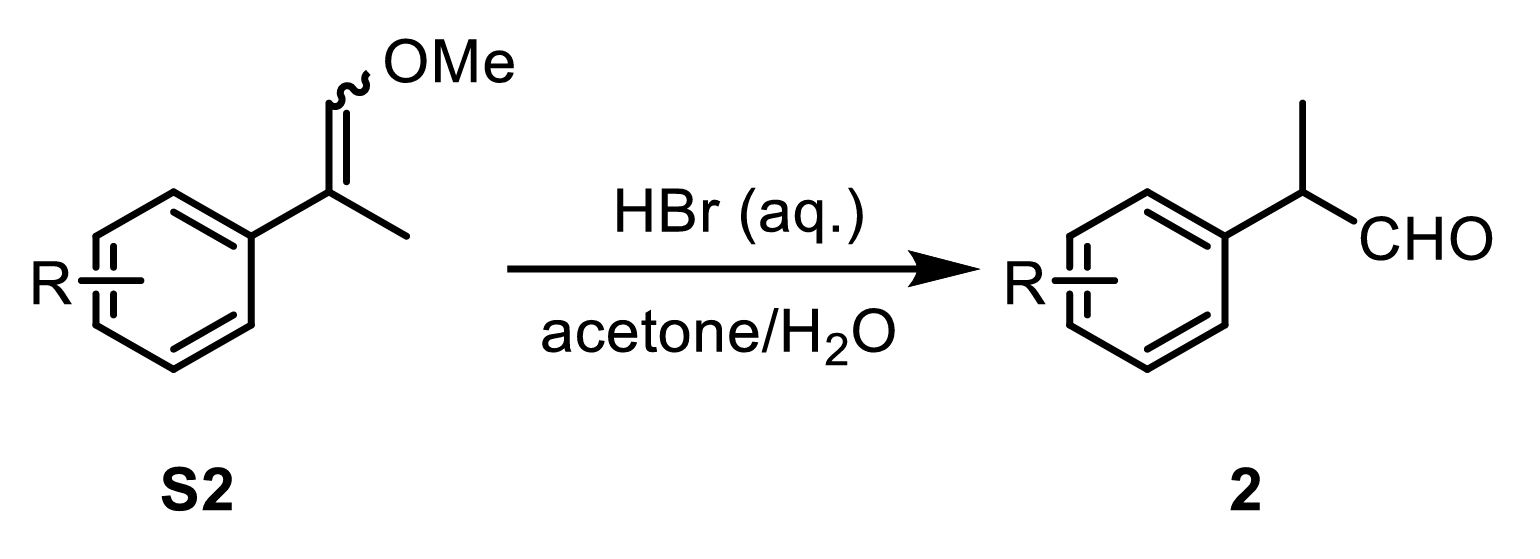 OMe
R
HBr (aq.)
acetone/H₂O
R
CHO
S2
2